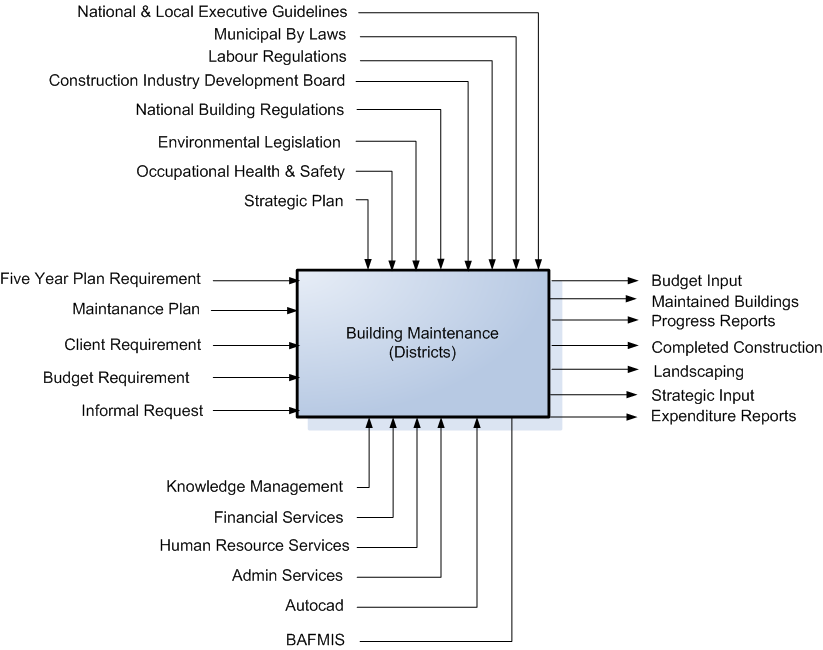 National & Local Executive Guidelines
Municipal By Laws
Labour Regulations
Construction Industry Development Board
National Building Regulations
Environmental Legislation
Occupational Health & Safety
Strategic Plan
Five Year Plan Requirement
Maintanance Plan
Client Requirement
Budget Requirement
Informal Request
Building Maintenance
(Districts)
Budget Input
Maintained Buildings
Progress Reports
Completed Construction
Landscaping
Strategic Input
Expenditure Reports
Knowledge Management
Financial Services
Human Resource Services
Admin Services
Autocad
BAFMIS